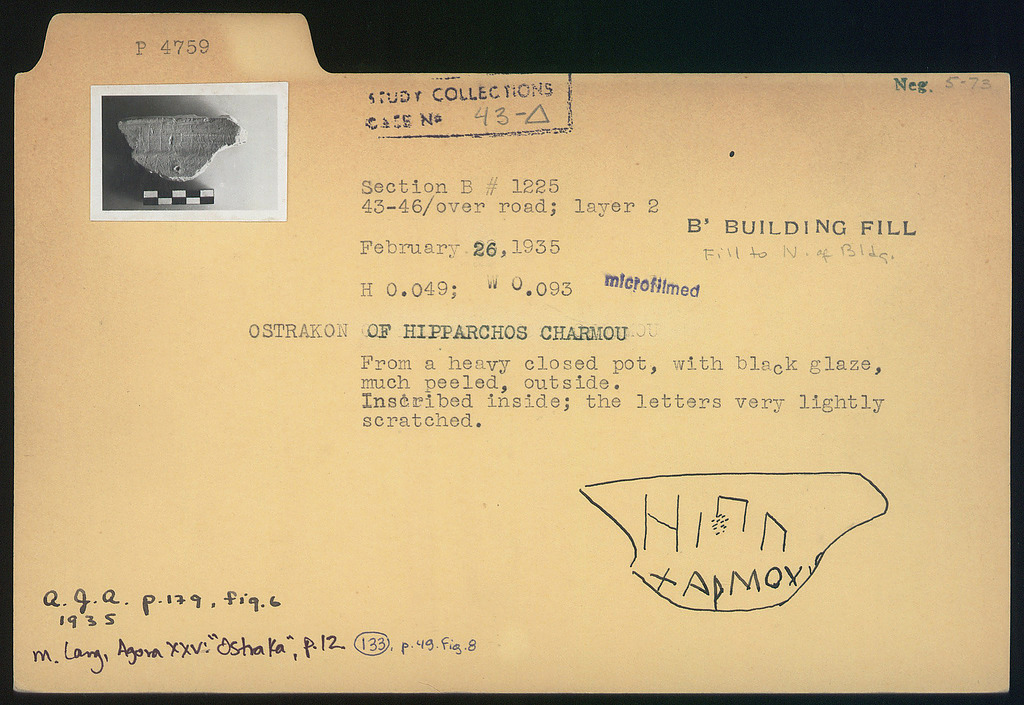 P 4759
Neg. 5-73
STUDY COLLECTIONS
CASE No 43-Δ
Section B # 1225
43-46/over road; layer 2
B' BUILDING FILL
Fill to N. of Bldg.
February 26, 1935
H 0.049; W 0.093
microfilmed
OSTRAKON OF HIPPARCHOS CHARMOU
From a heavy closed pot, with black glaze,
much peeled, outside.
Inscribed inside; the letters very lightly
scratched.
ΗΙΠΠ
ΧΑΡΜΟΥ
A.J.A. p.179, fig.6
1935
M. Lang, Agora XXV: "Ostraka", p.12 (133), p.49. Fig.8